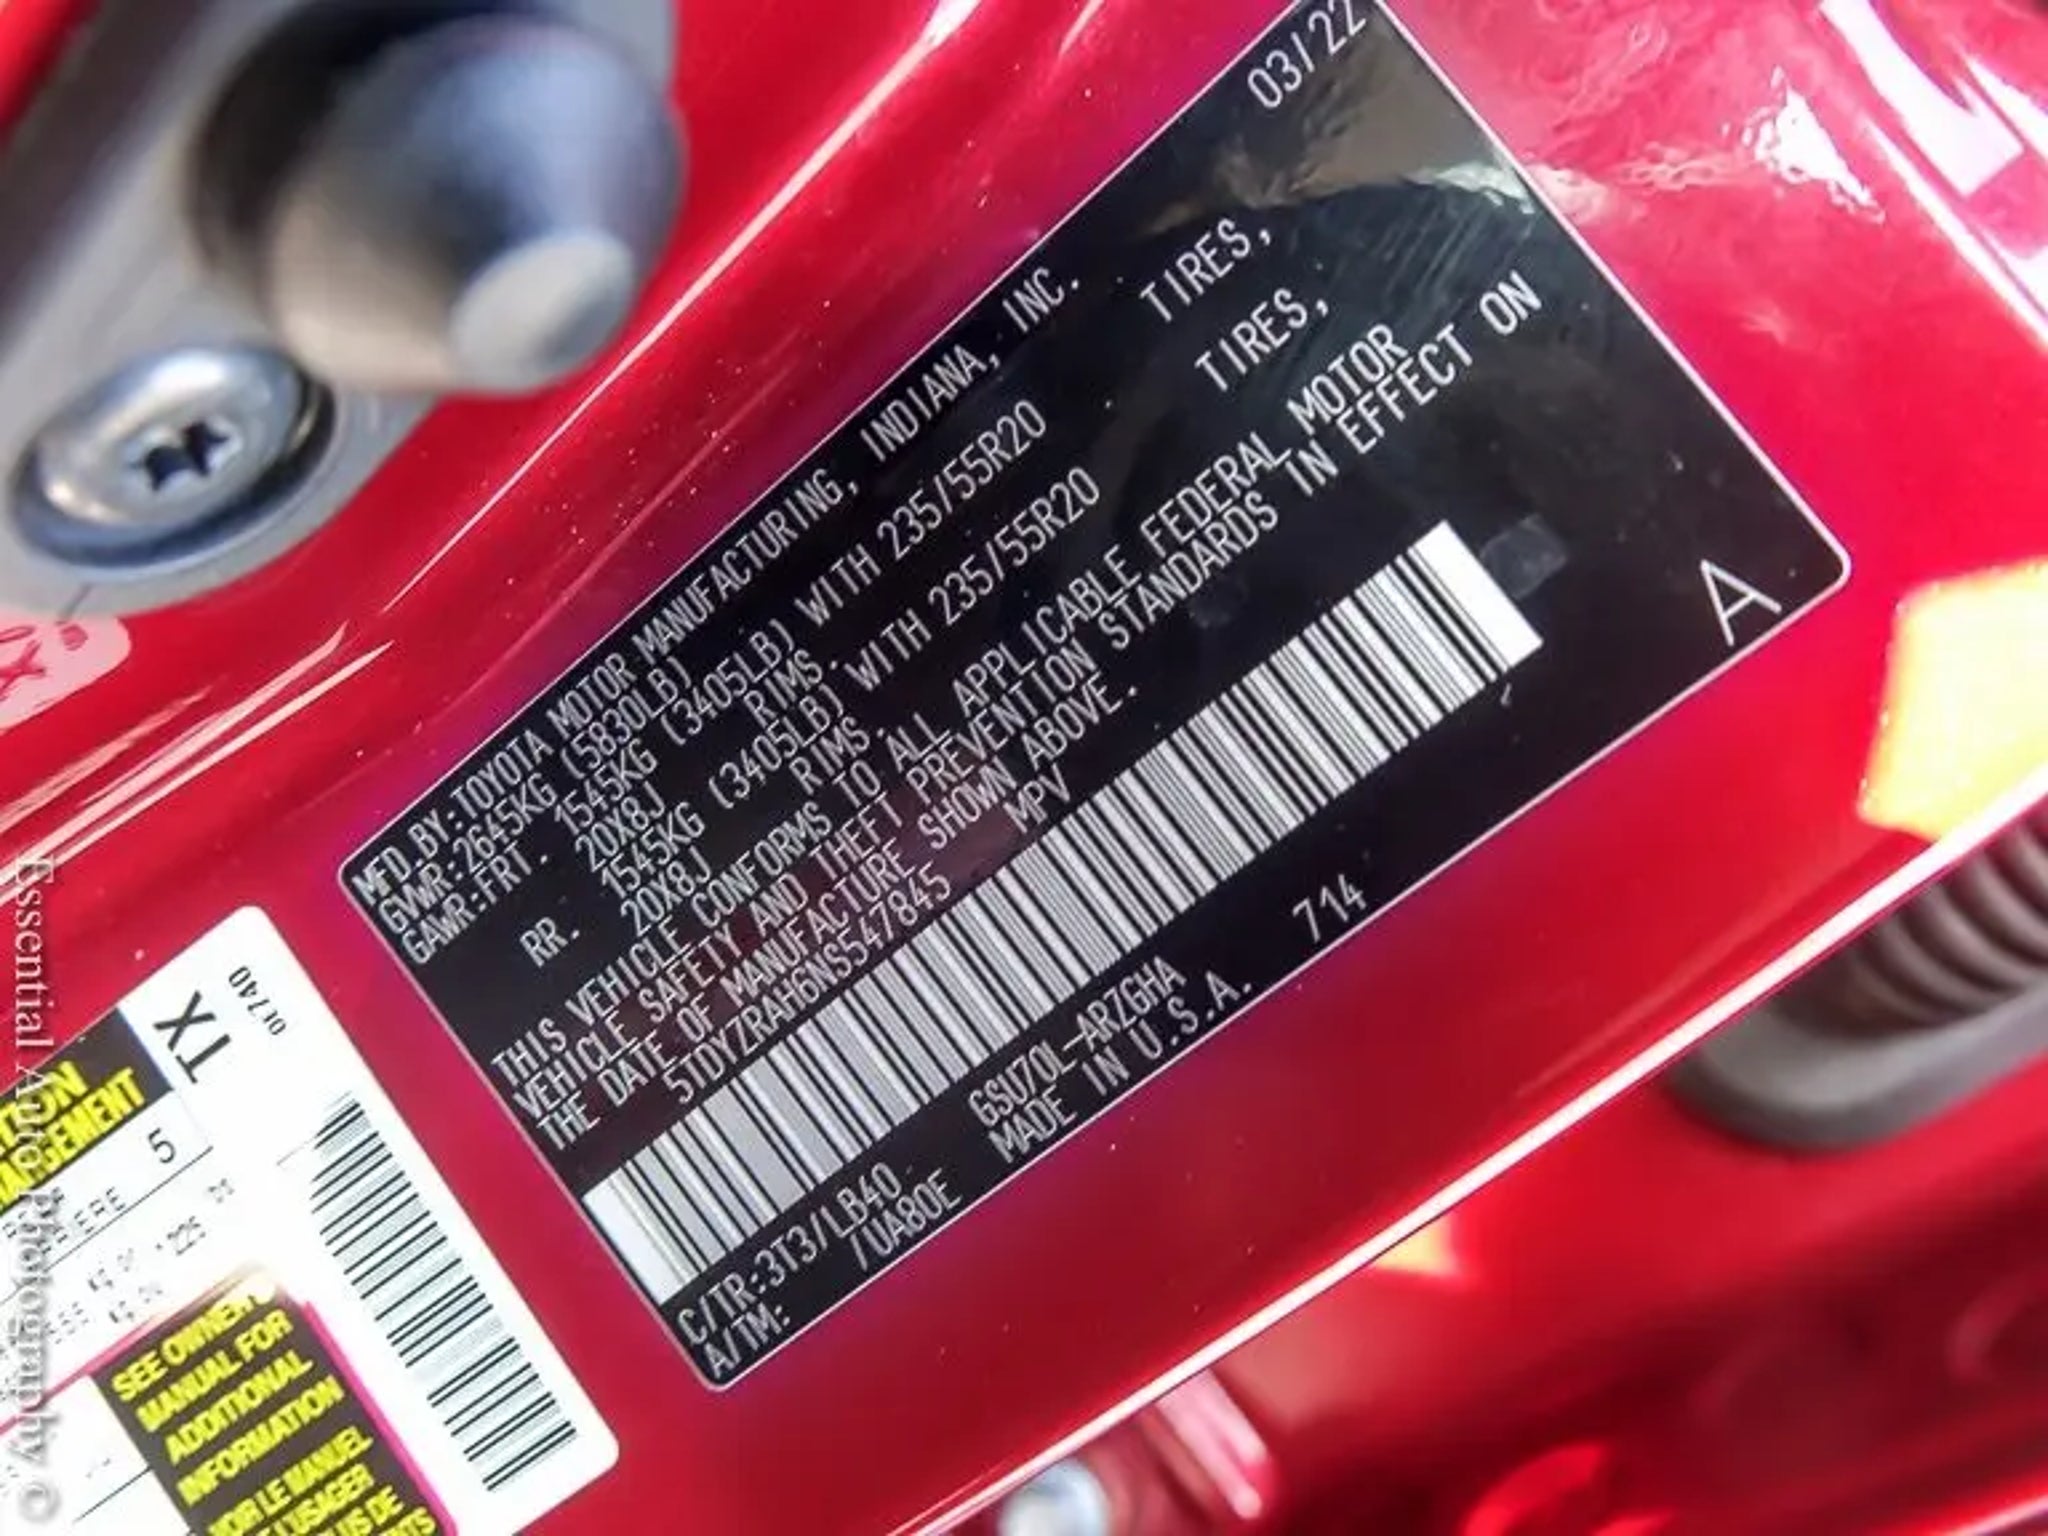 03/22
MFD.BY:TOYOTA MOTOR MANUFACTURING, INDIANA, INC.
GVWR:2645KG (5830LB)
GAWR:FRT. 1545KG (3405LB) WITH 235/55R20 TIRES,
20X8J RIMS.
RR. 1545KG (3405LB) WITH 235/55R20 TIRES,
20X8J RIMS.
THIS VEHICLE CONFORMS TO ALL APPLICABLE FEDERAL MOTOR
VEHICLE SAFETY AND THEFT PREVENTION STANDARDS IN EFFECT ON
THE DATE OF MANUFACTURE SHOWN ABOVE.
5TDYZRAH6NS547845 MPV
A
C/TR:3T3/LB40 GSU70L-ARZGHA
A/TM: /UA80E MADE IN U.S.A. 714
TX
0E740
5
SEE OWNER'S
MANUAL FOR
ADDITIONAL
INFORMATION
VOIR LE MANUEL
Essential Auto Photography ©